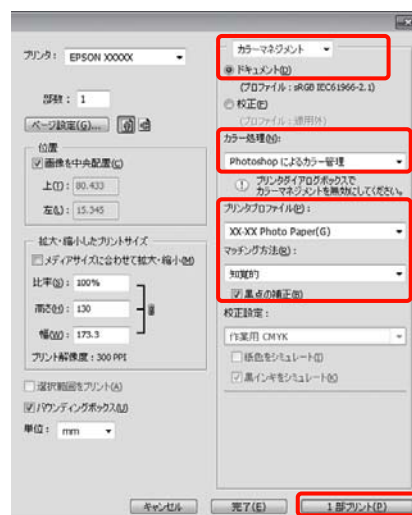 プリンタ: EPSON XXXXX
部数: 1
ページ設定(G)...
位置
画像を中央配置(C)
上(T): 80.433
左(L): 15.345
拡大・縮小したプリントサイズ
メディアサイズに合わせて拡大・縮小(M)
比率(S): 100%
高さ(H): 130
幅(W): 173.3
プリント解像度: 300 PPI
選択範囲をプリント(A)
バウンディングボックス(U)
単位: mm
カラーマネジメント
ドキュメント(D)
(プロファイル: sRGB IEC61966-2.1)
校正(E)
(プロファイル: 適用外)
カラー処理(N):
Photoshop によるカラー管理
プリンタダイアログボックスで
カラーマネジメントを無効にしてください。
プリンタプロファイル(P):
XX-XX Photo Paper(G)
マッチング方法(R):
知覚的
黒点の補正(B)
校正設定:
作業用 CMYK
紙色をシミュレート(I)
黒インキをシミュレート(K)
キャンセル
完了(E)
1 部プリント(P)